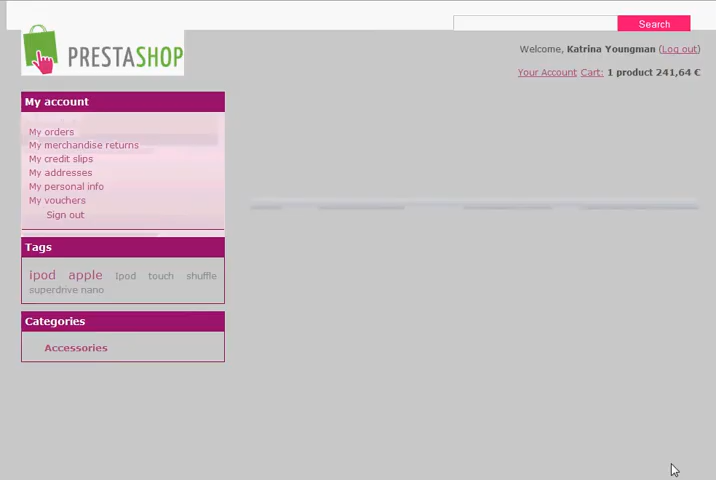 Search
PRESTASHOP
Welcome, Katrina Youngman (Log out)
Your Account Cart: 1 product 241,64 €
My account
My orders
My merchandise returns
My credit slips
My addresses
My personal info
My vouchers
Sign out
Tags
ipod apple Ipod touch shuffle
superdrive nano
Categories
Accessories